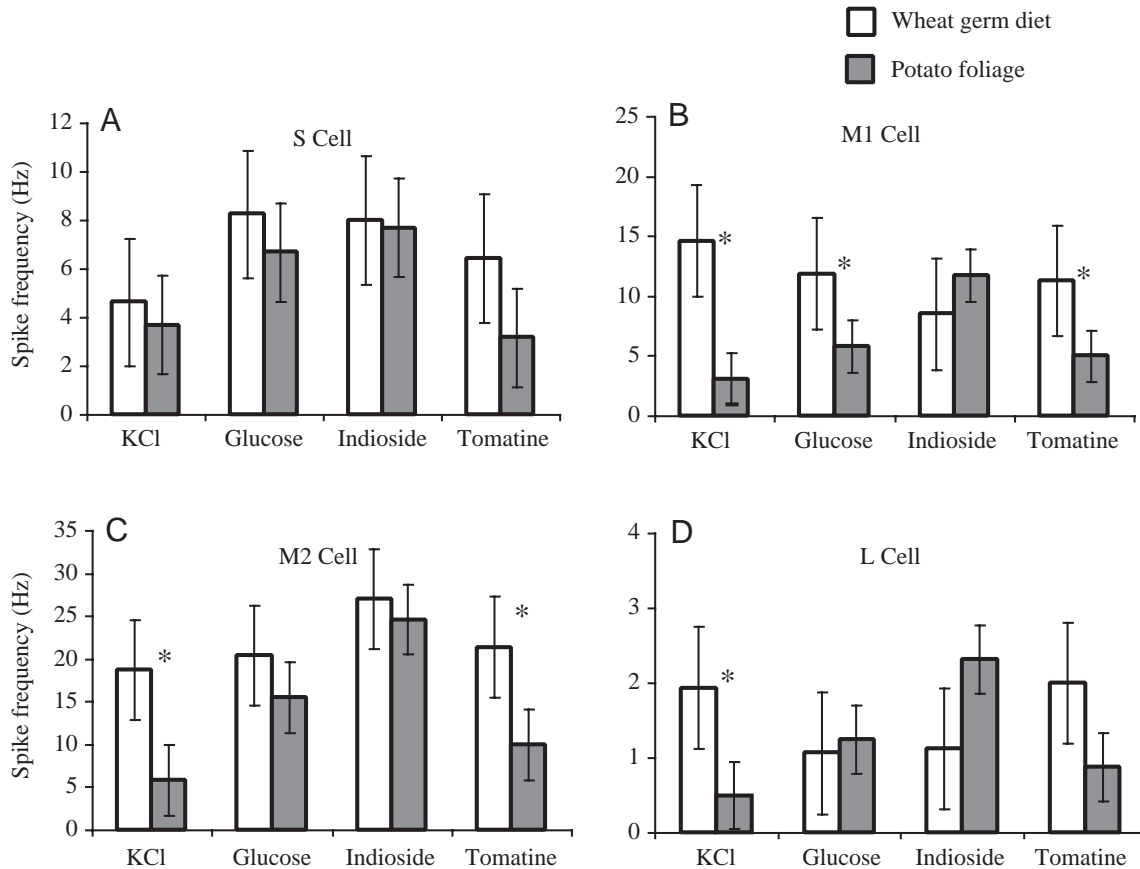 Wheat germ diet
Potato foliage
A
S Cell
Spike frequency (Hz)
12
10
8
6
4
2
0
KCl Glucose Indioside Tomatine
B
M1 Cell
25
20
15
10
5
0
* * *
KCl Glucose Indioside Tomatine
C
M2 Cell
Spike frequency (Hz)
35
30
25
20
15
10
5
0
* *
KCl Glucose Indioside Tomatine
D
L Cell
4
3
2
1
0
*
KCl Glucose Indioside Tomatine